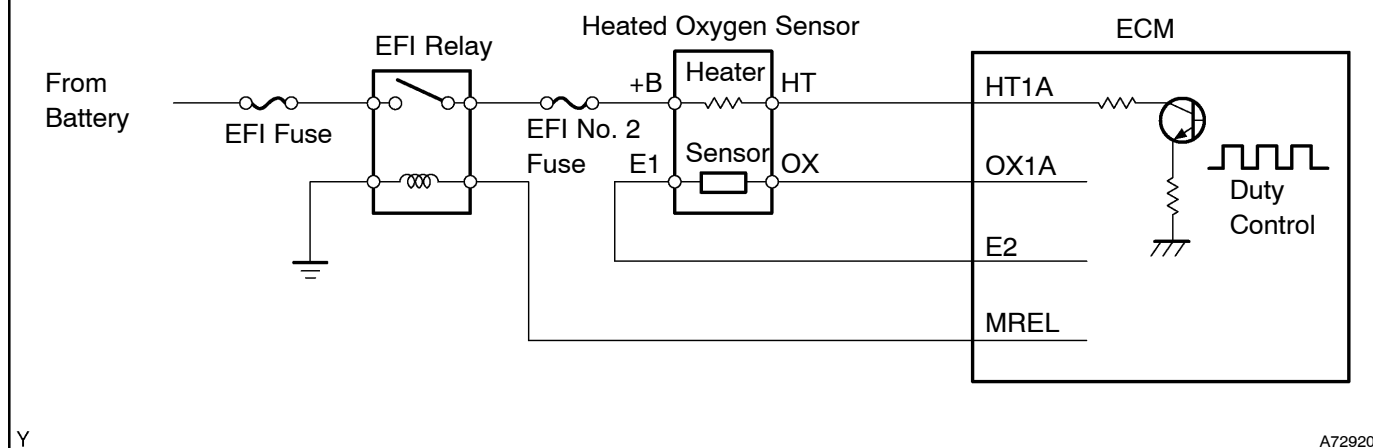 Heated Oxygen Sensor
ECM
EFI Relay
From
Battery
EFI Fuse
EFI No. 2
Fuse
+B
Heater
HT
E1
Sensor
OX
HT1A
OX1A
E2
MREL
Duty
Control
Y
A72920